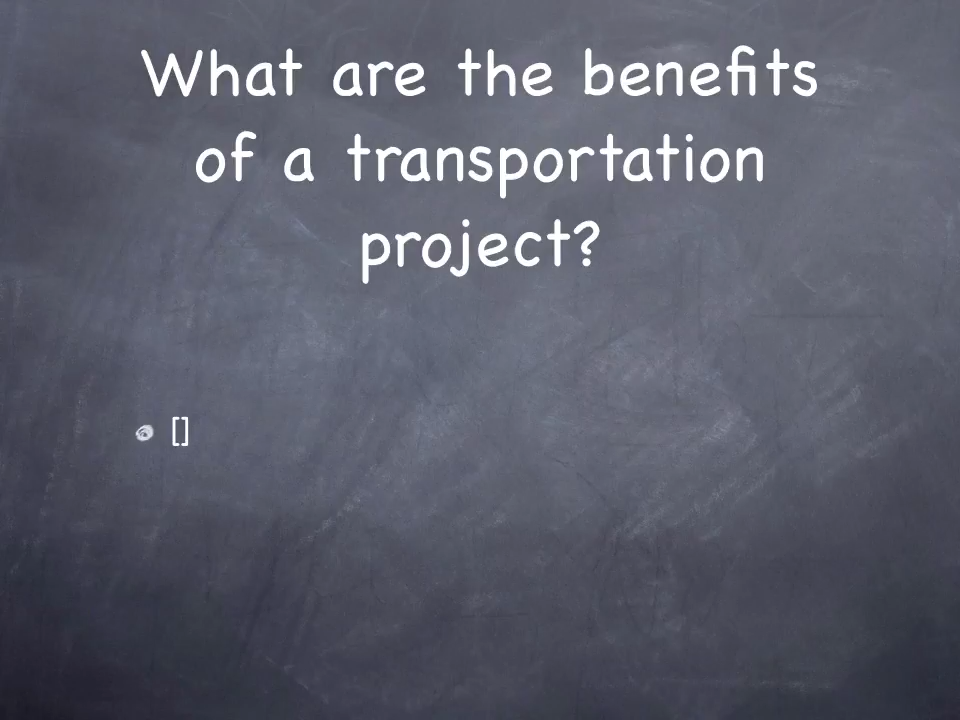 What are the benefits
of a transportation
project?
[]